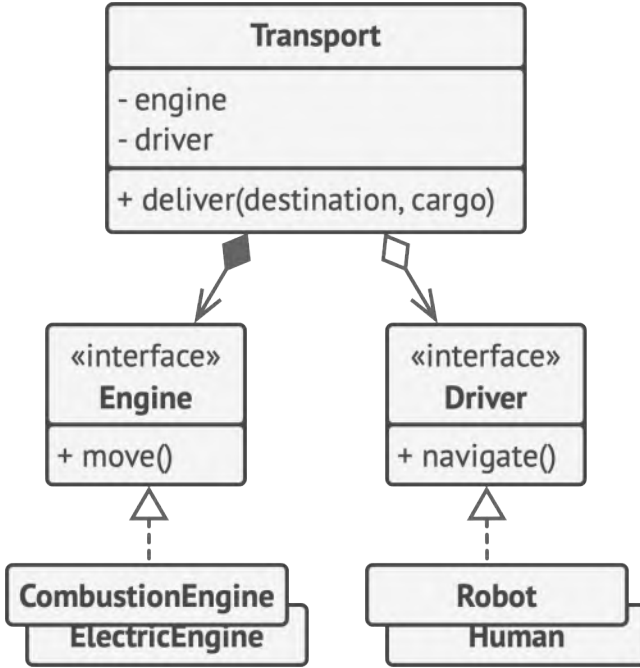 Transport
- engine
- driver
+ deliver(destination, cargo)
«interface»
Engine
+ move()
«interface»
Driver
+ navigate()
CombustionEngine
ElectricEngine
Robot
Human